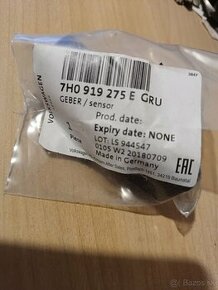 3647
7H0 919 275 E GRU
GEBER / sensor
Prod. date:
Expiry date: NONE
LOT: LS 944547
0105 W2 20180709
Made in Germany
EAC